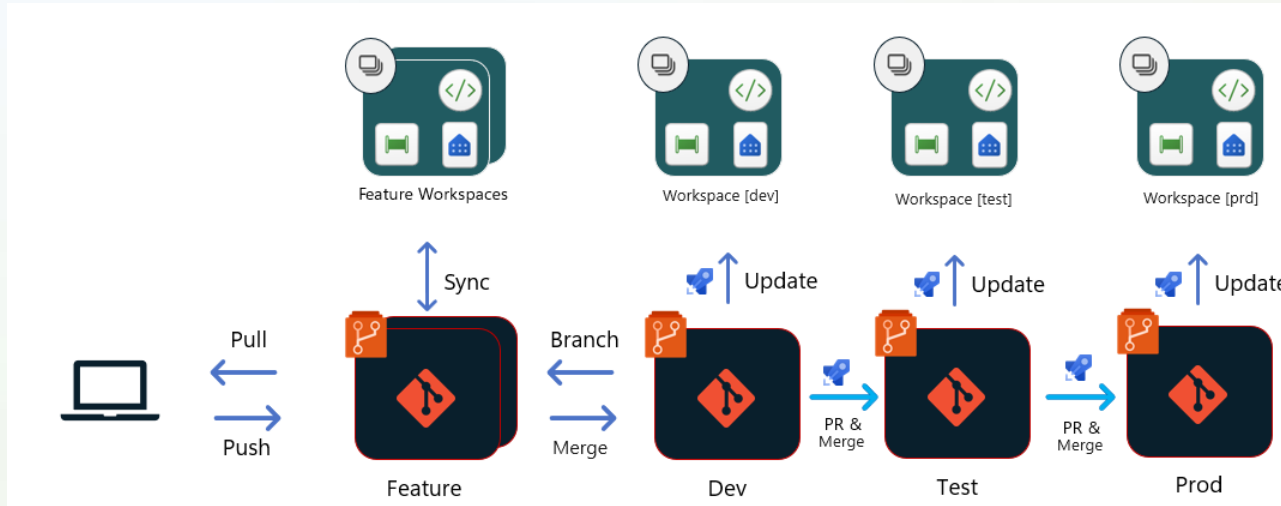 Feature Workspaces
Workspace [dev]
Workspace [test]
Workspace [prd]
Sync
Update
Update
Update
Pull
Push
Branch
Merge
PR &
Merge
PR &
Merge
Feature
Dev
Test
Prod